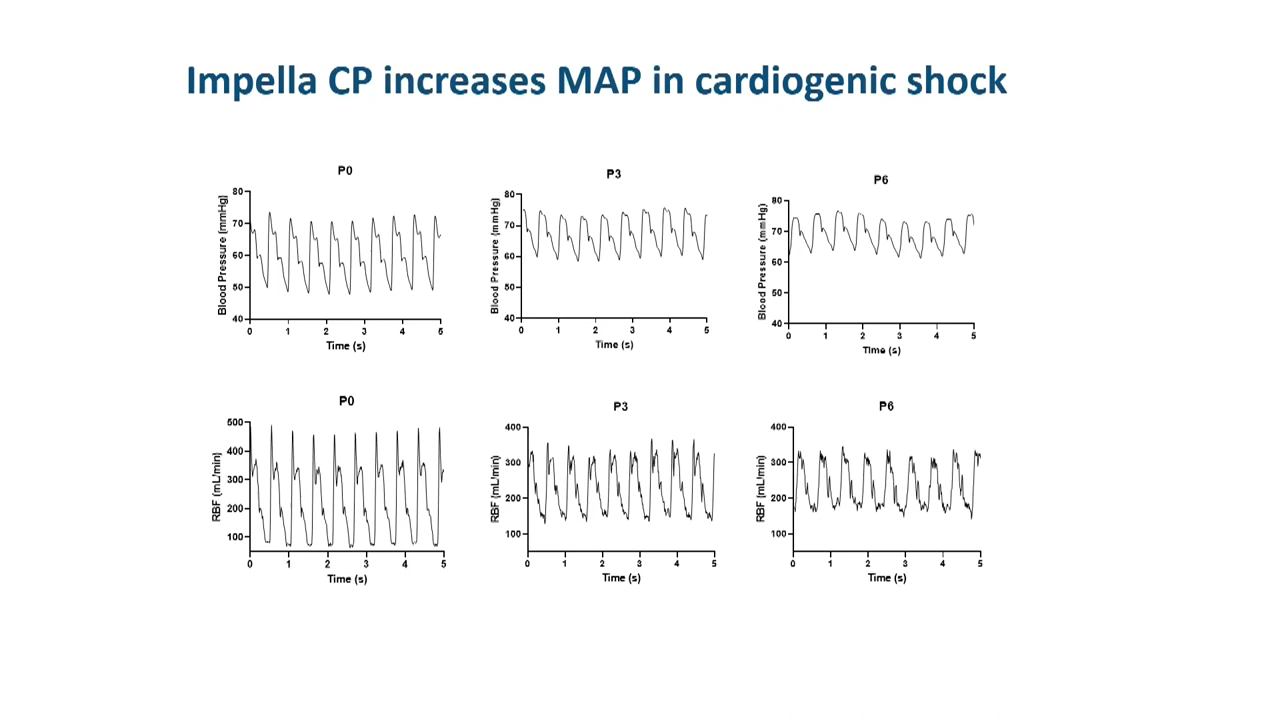 Impella CP increases MAP in cardiogenic shock
P0
P3
P6
Blood Pressure (mmHg)
80
70
60
50
40
0 1 2 3 4 5
Time (s)
Blood Pressure (mmHg)
80
70
60
50
40
0 1 2 3 4 5
Time (s)
Blood Pressure (mmHg)
80
70
60
50
40
0 1 2 3 4 5
Time (s)
P0
P3
P6
RBF (mL/min)
500
400
300
200
100
0 1 2 3 4 5
Time (s)
RBF (mL/min)
400
300
200
100
0 1 2 3 4 5
Time (s)
RBF (mL/min)
400
300
200
100
0 1 2 3 4 5
Time (s)